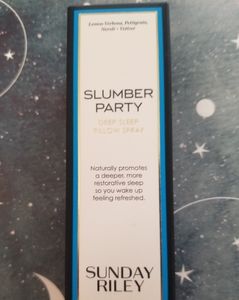 Lemon Verbena, Petitgrain,
Neroli + Vetiver
SLUMBER
PARTY
DEEP SLEEP
PILLOW SPRAY
Naturally promotes
a deeper, more
restorative sleep
so you wake up
feeling refreshed.
SUNDAY
RILEY